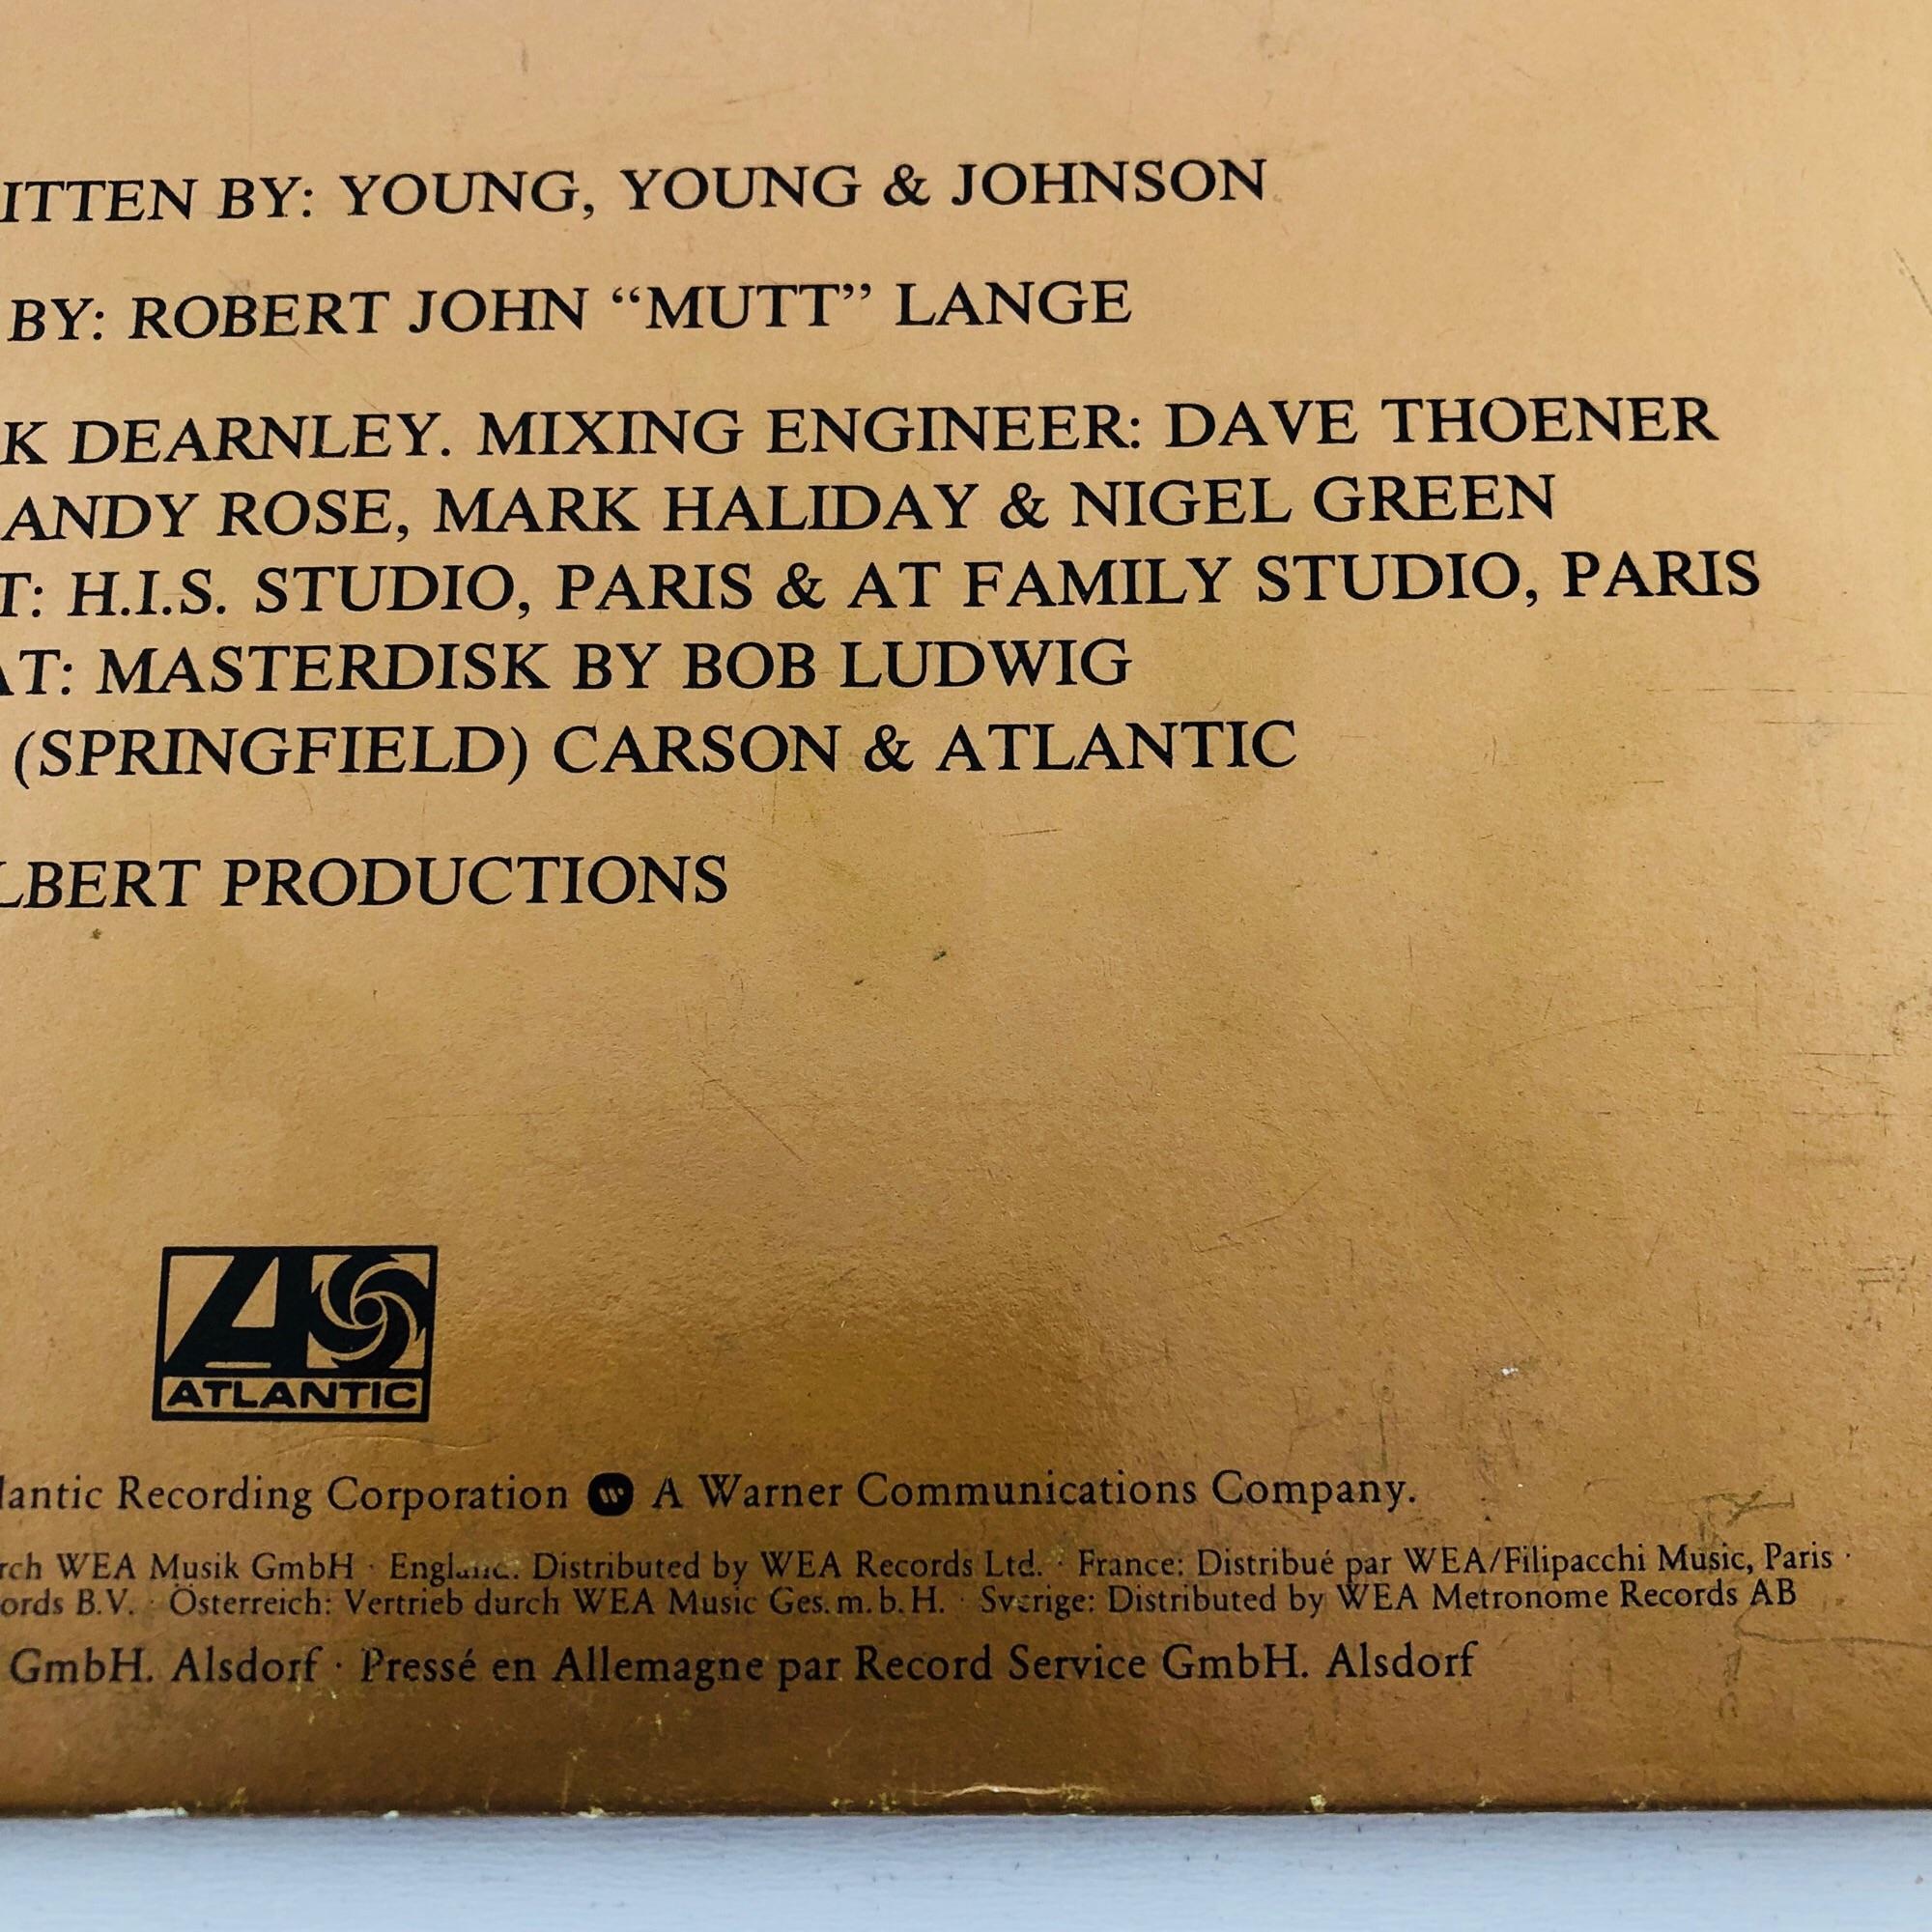 ITTEN BY: YOUNG, YOUNG & JOHNSON
BY: ROBERT JOHN “MUTT” LANGE
K DEARNLEY. MIXING ENGINEER: DAVE THOENER
ANDY ROSE, MARK HALIDAY & NIGEL GREEN
T: H.I.S. STUDIO, PARIS & AT FAMILY STUDIO, PARIS
AT: MASTERDISK BY BOB LUDWIG
(SPRINGFIELD) CARSON & ATLANTIC
LBERT PRODUCTIONS
ATLANTIC
lantic Recording Corporation W A Warner Communications Company.
rch WEA Musik GmbH · England: Distributed by WEA Records Ltd. · France: Distribué par WEA/Filipacchi Music, Paris ·
ords B.V. · Österreich: Vertrieb durch WEA Music Ges.m.b.H. · Sverige: Distributed by WEA Metronome Records AB
GmbH. Alsdorf · Pressé en Allemagne par Record Service GmbH. Alsdorf